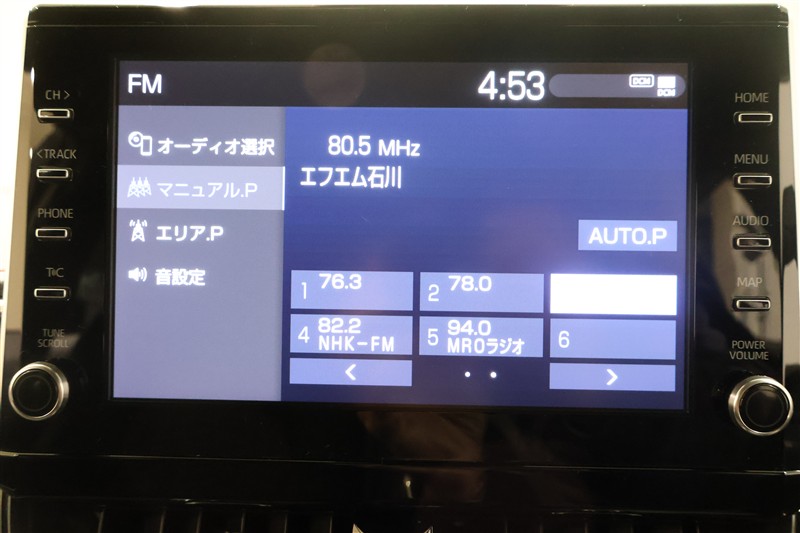 FM
4:53
DCM
DCM
オーディオ選択
マニュアル.P
エリア.P
音設定
80.5 MHz
エフエム石川
AUTO.P
1 76.3
2 78.0
4 82.2
NHK-FM
5 94.0
MROラジオ
6
<
>
CH >
<TRACK
PHONE
T@C
TUNE
SCROLL
HOME
MENU
AUDIO
MAP
POWER
VOLUME